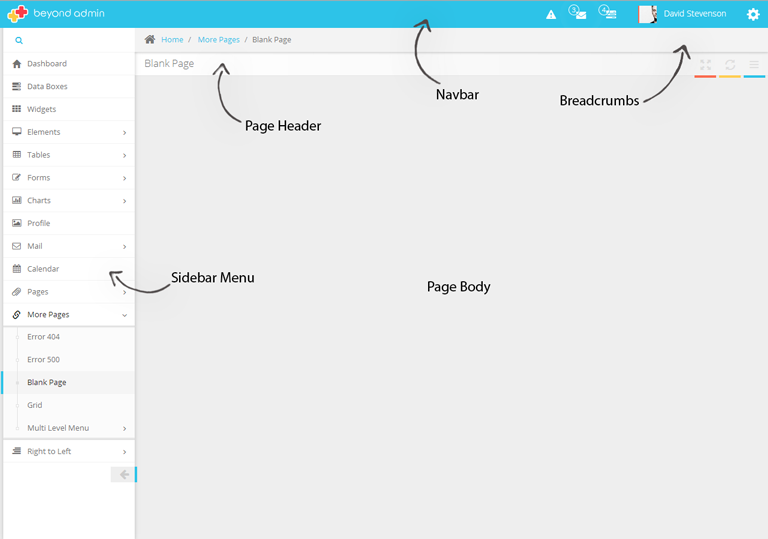 beyond admin
3
4
David Stevenson
Home / More Pages / Blank Page
Blank Page
Navbar
Breadcrumbs
Page Header
Dashboard
Data Boxes
Widgets
Elements
Tables
Forms
Charts
Profile
Mail
Calendar
Pages
More Pages
Error 404
Error 500
Blank Page
Grid
Multi Level Menu
Right to Left
Sidebar Menu
Page Body